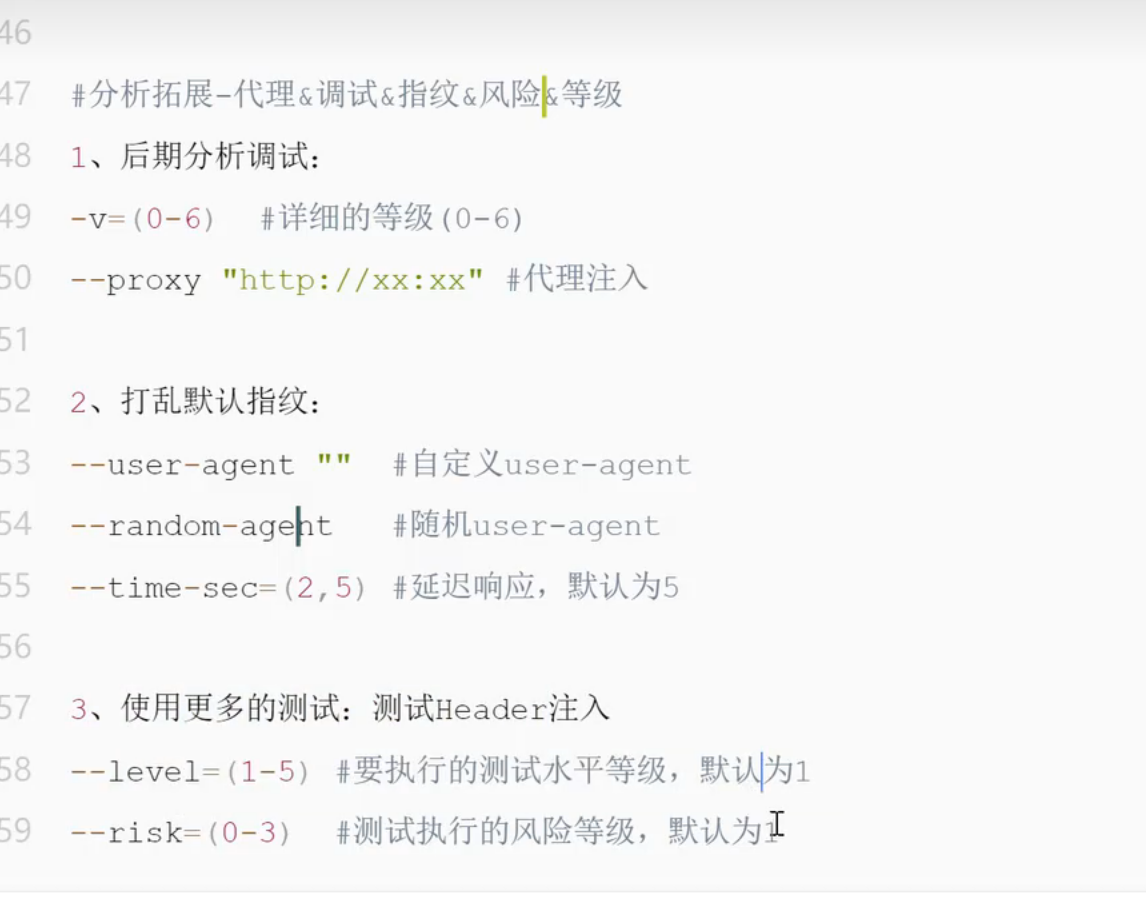 46
47 #分析拓展-代理&调试&指纹&风险&等级
48 1、后期分析调试：
49 -v=(0-6) #详细的等级(0-6)
50 --proxy "http://xx:xx" #代理注入
51
52 2、打乱默认指纹：
53 --user-agent "" #自定义user-agent
54 --random-agent #随机user-agent
55 --time-sec=(2,5) #延迟响应，默认为5
56
57 3、使用更多的测试：测试Header注入
58 --level=(1-5) #要执行的测试水平等级，默认为1
59 --risk=(0-3) #测试执行的风险等级，默认为1